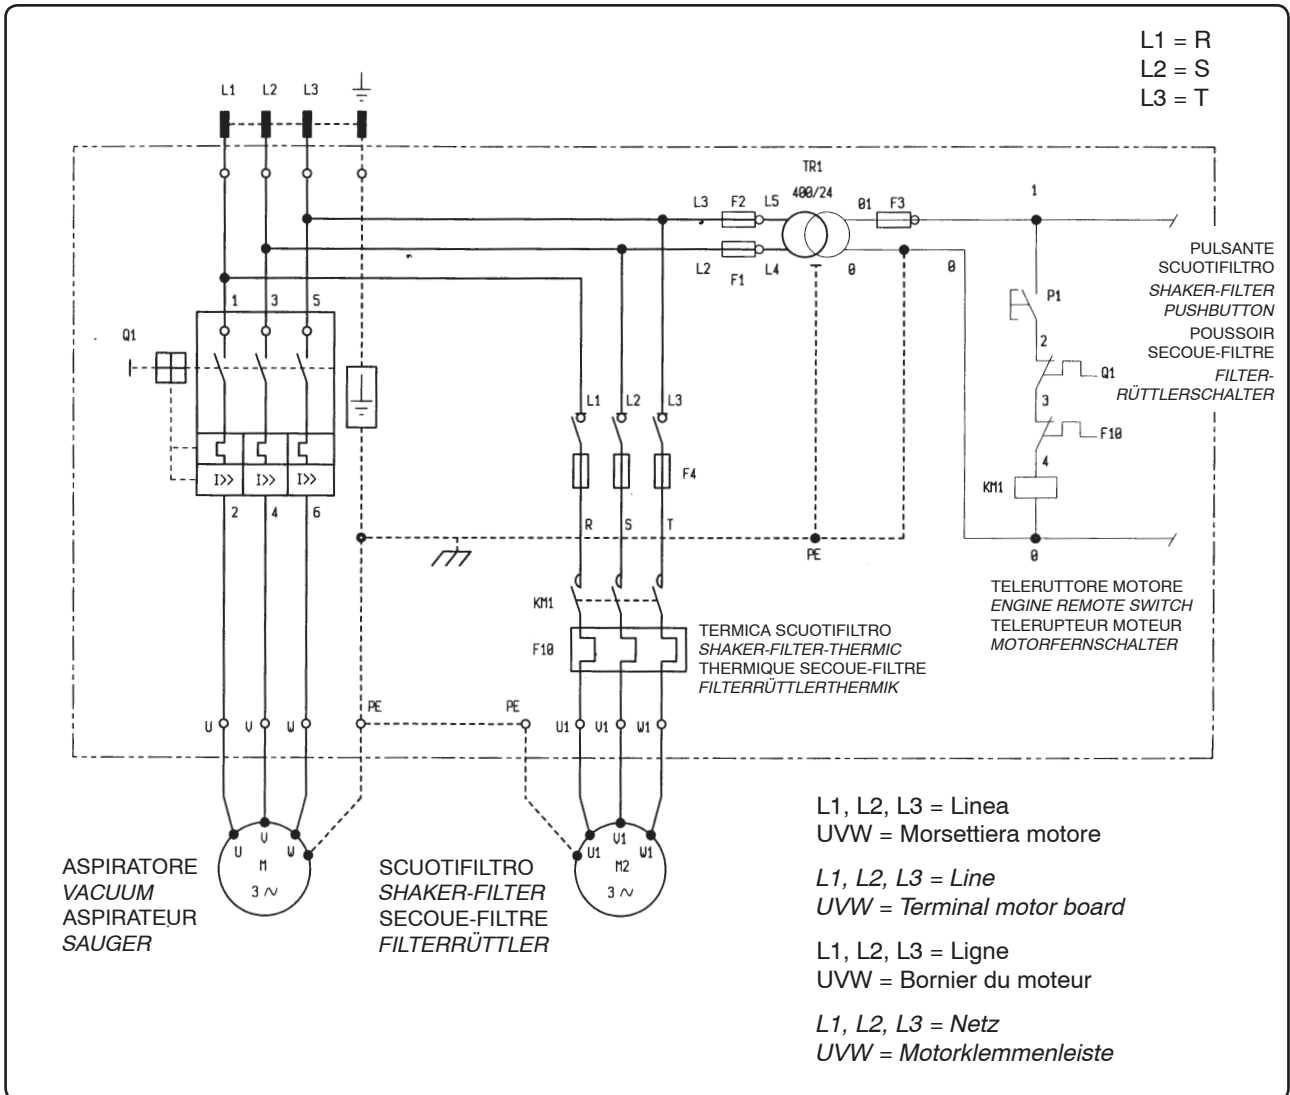 L1 = R
L2 = S
L3 = T
L1 L2 L3
TR1
400/24
L3 F2 L5 01 F3 1
L2 F1 L4 0 0
PULSANTE
SCUOTIFILTRO
SHAKER-FILTER
PUSHBUTTON
POUSSOIR
SECOUE-FILTRE
FILTER-
RÜTTLERSCHALTER
P1
2
Q1
3
F10
4
KM1
0
1 3 5
Q1
I>> I>> I>>
2 4 6
L1 L2 L3
F4
R S T
PE
KM1
F10
TELERUTTORE MOTORE
ENGINE REMOTE SWITCH
TELERUPTEUR MOTEUR
MOTORFERNSCHALTER
TERMICA SCUOTIFILTRO
SHAKER-FILTER-THERMIC
THERMIQUE SECOUE-FILTRE
FILTERRÜTTLERTHERMIK
U V W PE PE U1 V1 W1
U V W
M
3 ~
U1 V1 W1
M2
3 ~
ASPIRATORE
VACUUM
ASPIRATEUR
SAUGER
SCUOTIFILTRO
SHAKER-FILTER
SECOUE-FILTRE
FILTERRÜTTLER
L1, L2, L3 = Linea
UVW = Morsettiera motore
L1, L2, L3 = Line
UVW = Terminal motor board
L1, L2, L3 = Ligne
UVW = Bornier du moteur
L1, L2, L3 = Netz
UVW = Motorklemmenleiste